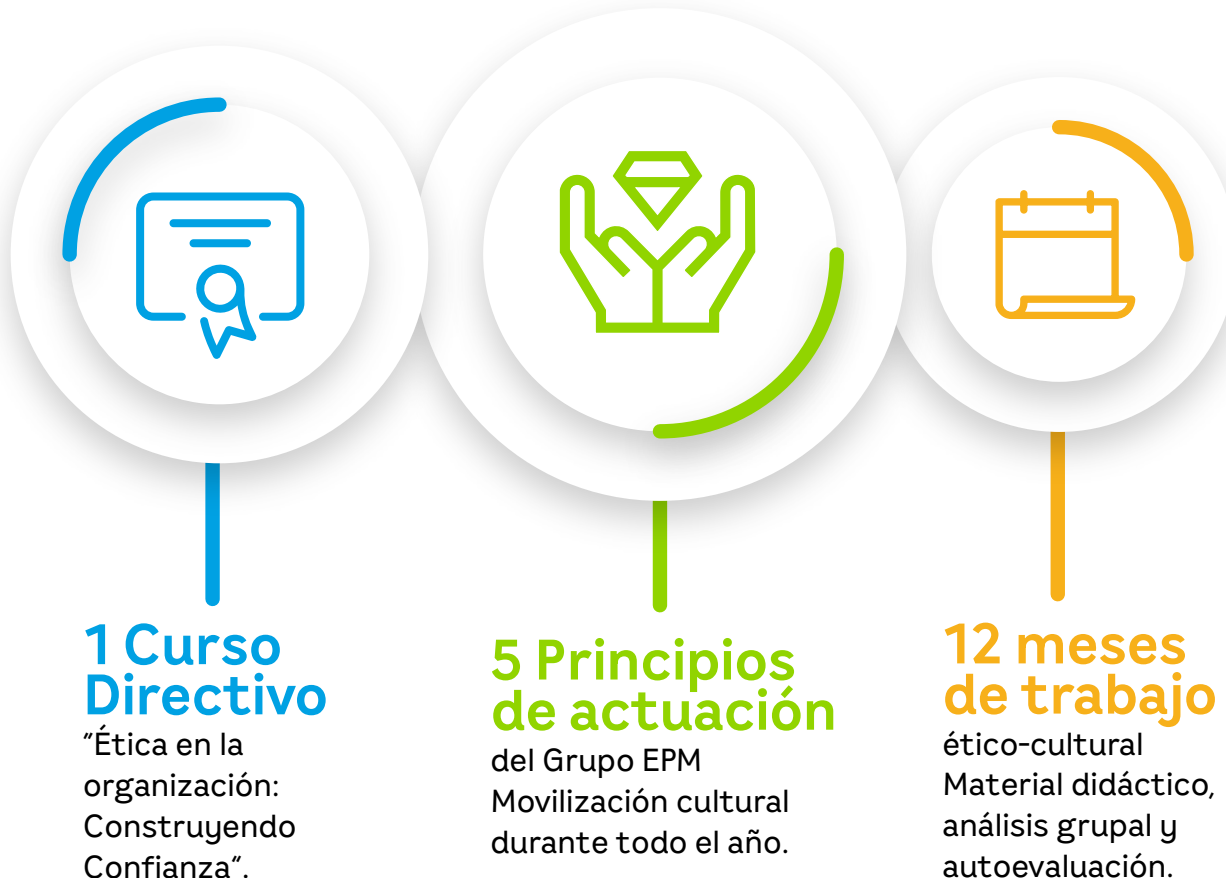 1 Curso
Directivo
“Ética en la
organización:
Construyendo
Confianza“.
5 Principios
de actuación
del Grupo EPM
Movilización cultural
durante todo el año.
12 meses
de trabajo
ético-cultural
Material didáctico,
análisis grupal y
autoevaluación.